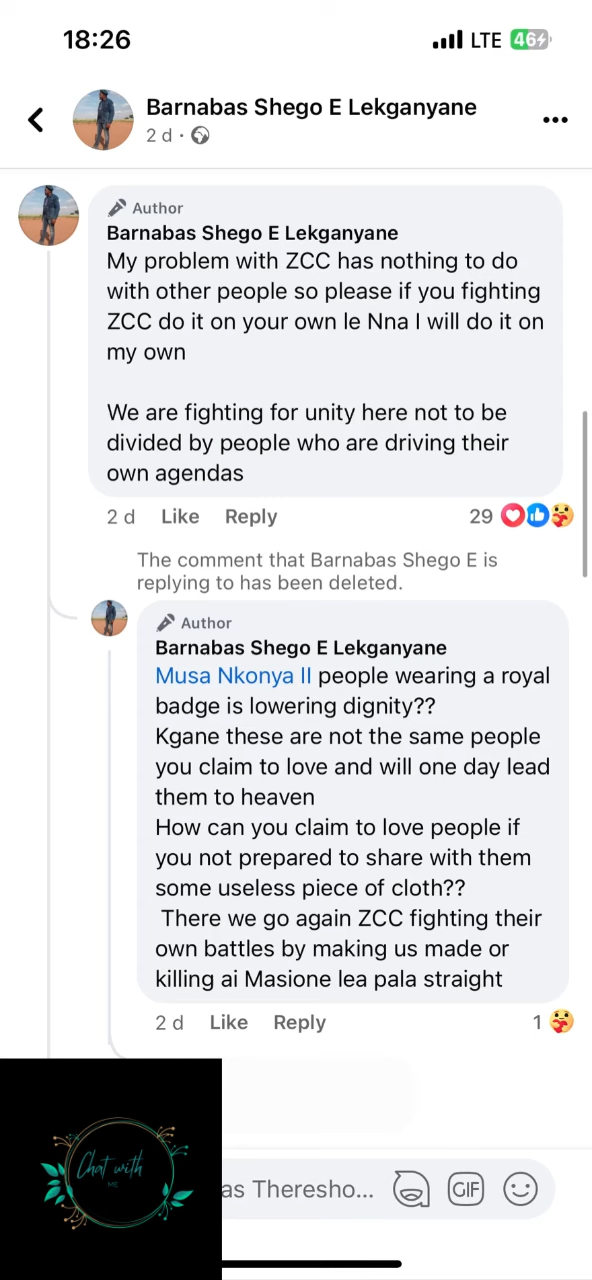 18:26
LTE 46
Barnabas Shego E Lekganyane
2 d ·
Author
Barnabas Shego E Lekganyane
My problem with ZCC has nothing to do
with other people so please if you fighting
ZCC do it on your own le Nna I will do it on
my own
We are fighting for unity here not to be
divided by people who are driving their
own agendas
2 d Like Reply 29
The comment that Barnabas Shego E is
replying to has been deleted.
Author
Barnabas Shego E Lekganyane
Musa Nkonya II people wearing a royal
badge is lowering dignity??
Kgane these are not the same people
you claim to love and will one day lead
them to heaven
How can you claim to love people if
you not prepared to share with them
some useless piece of cloth??
There we go again ZCC fighting their
own battles by making us made or
killing ai Masione lea pala straight
2 d Like Reply 1
Chat with
ME
as Theresho... GIF